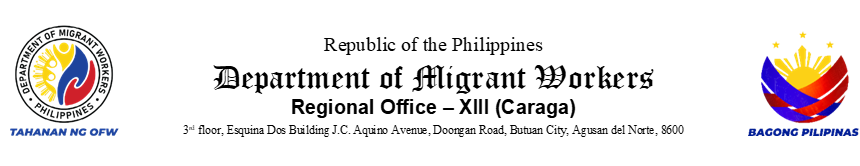 DEPARTMENT OF MIGRANT WORKERS
• PHILIPPINES •
TAHANAN NG OFW
Republic of the Philippines
Department of Migrant Workers
Regional Office – XIII (Caraga)
3rd floor, Esquina Dos Building J.C. Aquino Avenue, Doongan Road, Butuan City, Agusan del Norte, 8600
BAGONG PILIPINAS